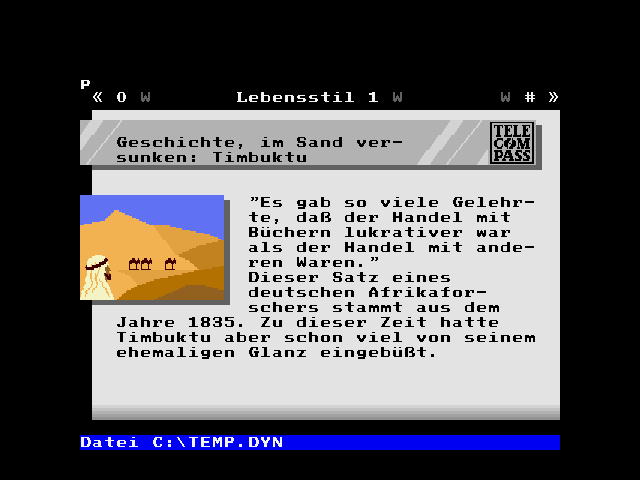 P
« O W Lebensstil 1 W W # »
Geschichte, im Sand ver-
sunken: Timbuktu
TELE
COM
PASS
"Es gab so viele Gelehr-
te, daß der Handel mit
Büchern lukrativer war
als der Handel mit ande-
ren Waren."
Dieser Satz eines
deutschen Afrikafor-
schers stammt aus dem
Jahre 1835. Zu dieser Zeit hatte
Timbuktu aber schon viel von seinem
ehemaligen Glanz eingebüßt.
Datei C:\TEMP.DYN